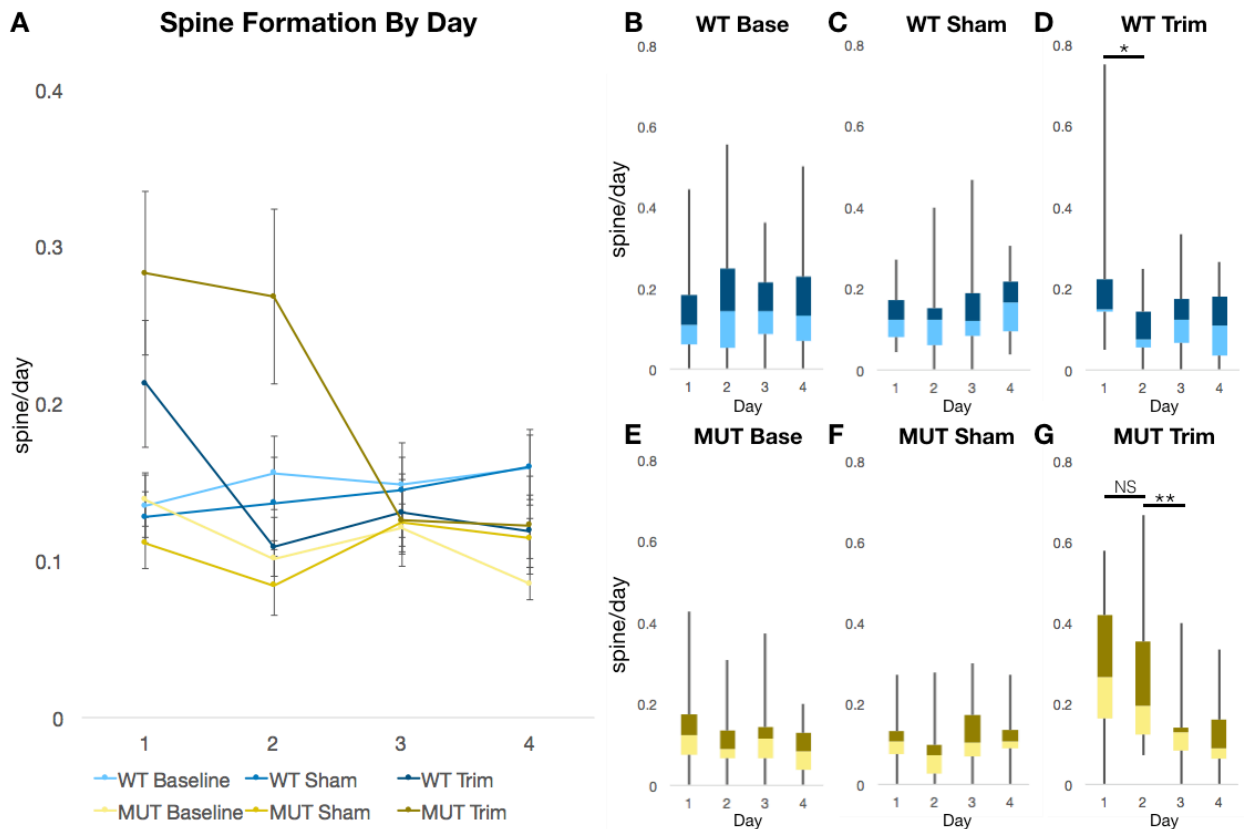 A Spine Formation By Day
spine/day
0.4
0.3
0.2
0.1
0
1 2 3 4
WT Baseline WT Sham WT Trim
MUT Baseline MUT Sham MUT Trim
B WT Base
spine/day
0.8
0.6
0.4
0.2
0
1 2 3 4
Day
C WT Sham
0.8
0.6
0.4
0.2
0
1 2 3 4
Day
D WT Trim
0.8
*
0.6
0.4
0.2
0
1 2 3 4
Day
E MUT Base
spine/day
0.8
0.6
0.4
0.2
0
1 2 3 4
Day
F MUT Sham
0.8
0.6
0.4
0.2
0
1 2 3 4
Day
G MUT Trim
0.8
NS
**
0.6
0.4
0.2
0
1 2 3 4
Day